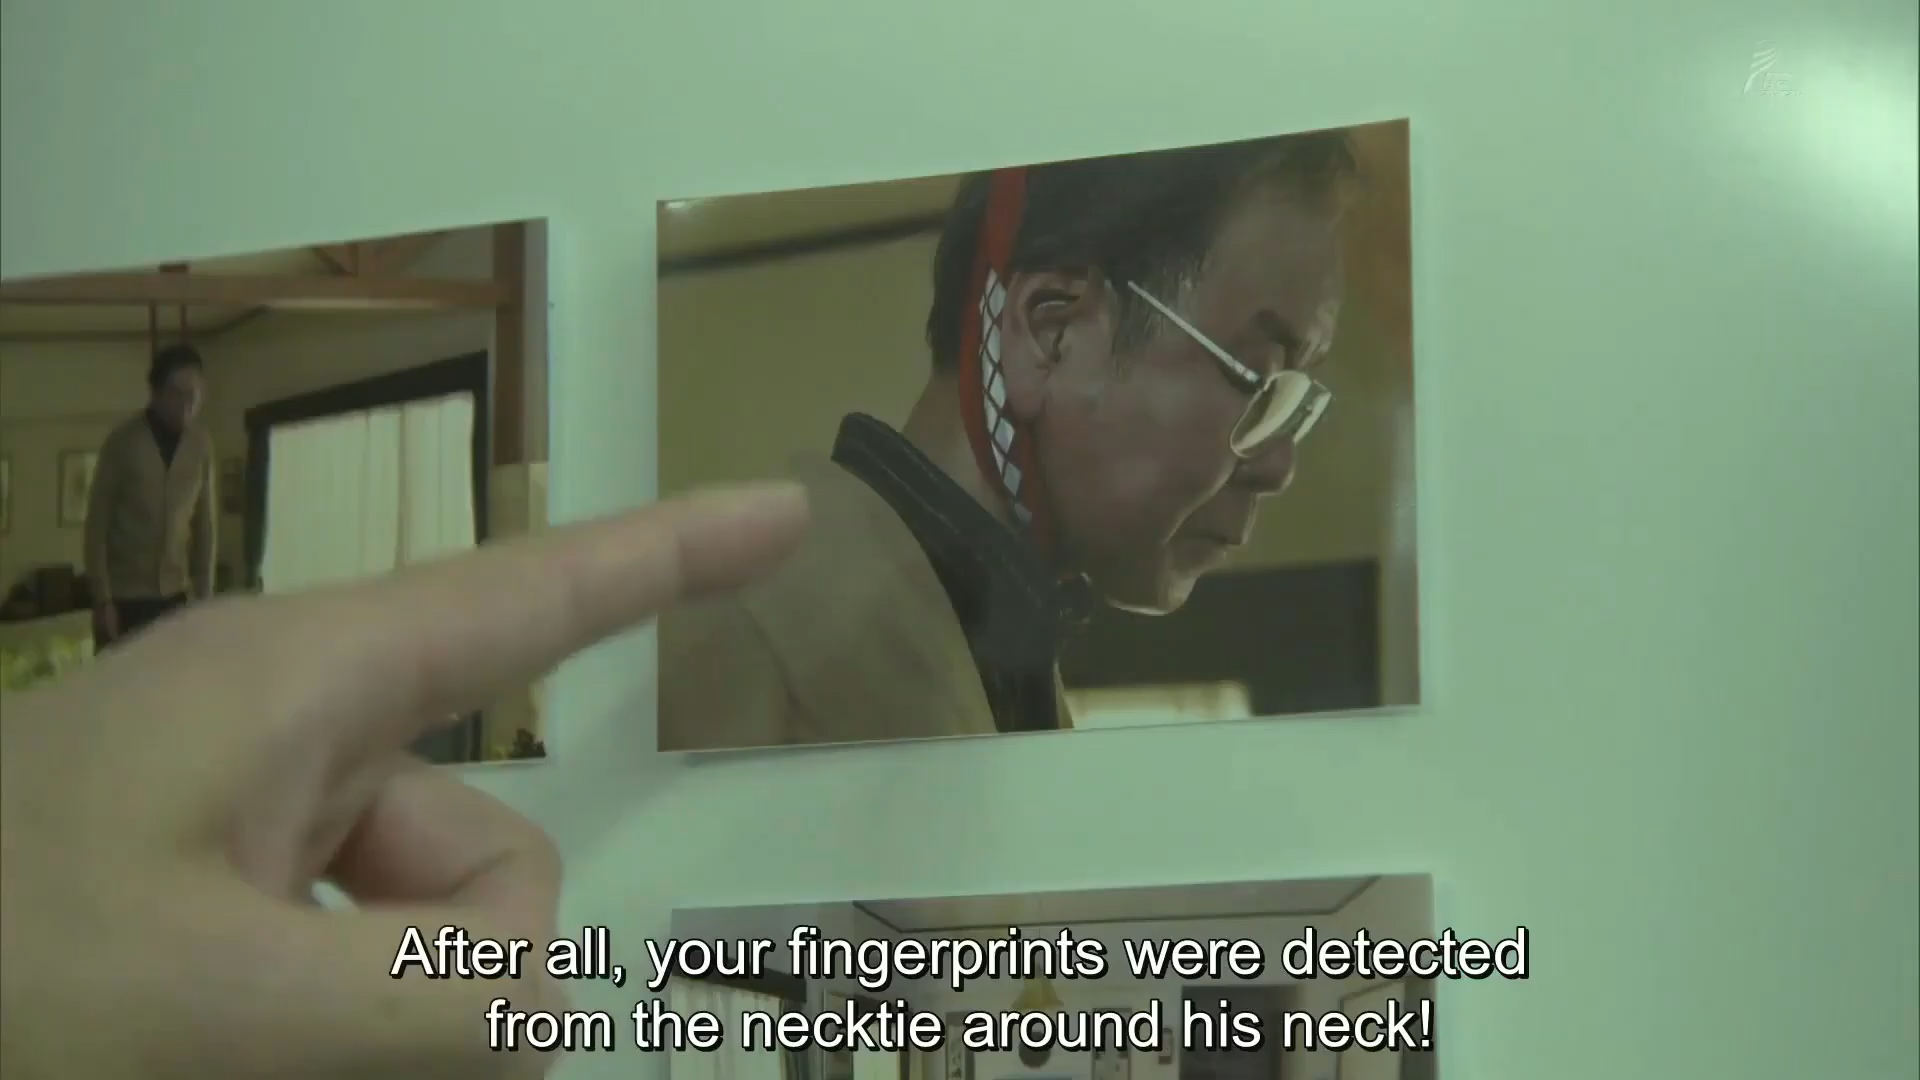 After all, your fingerprints were detected
from the necktie around his neck!